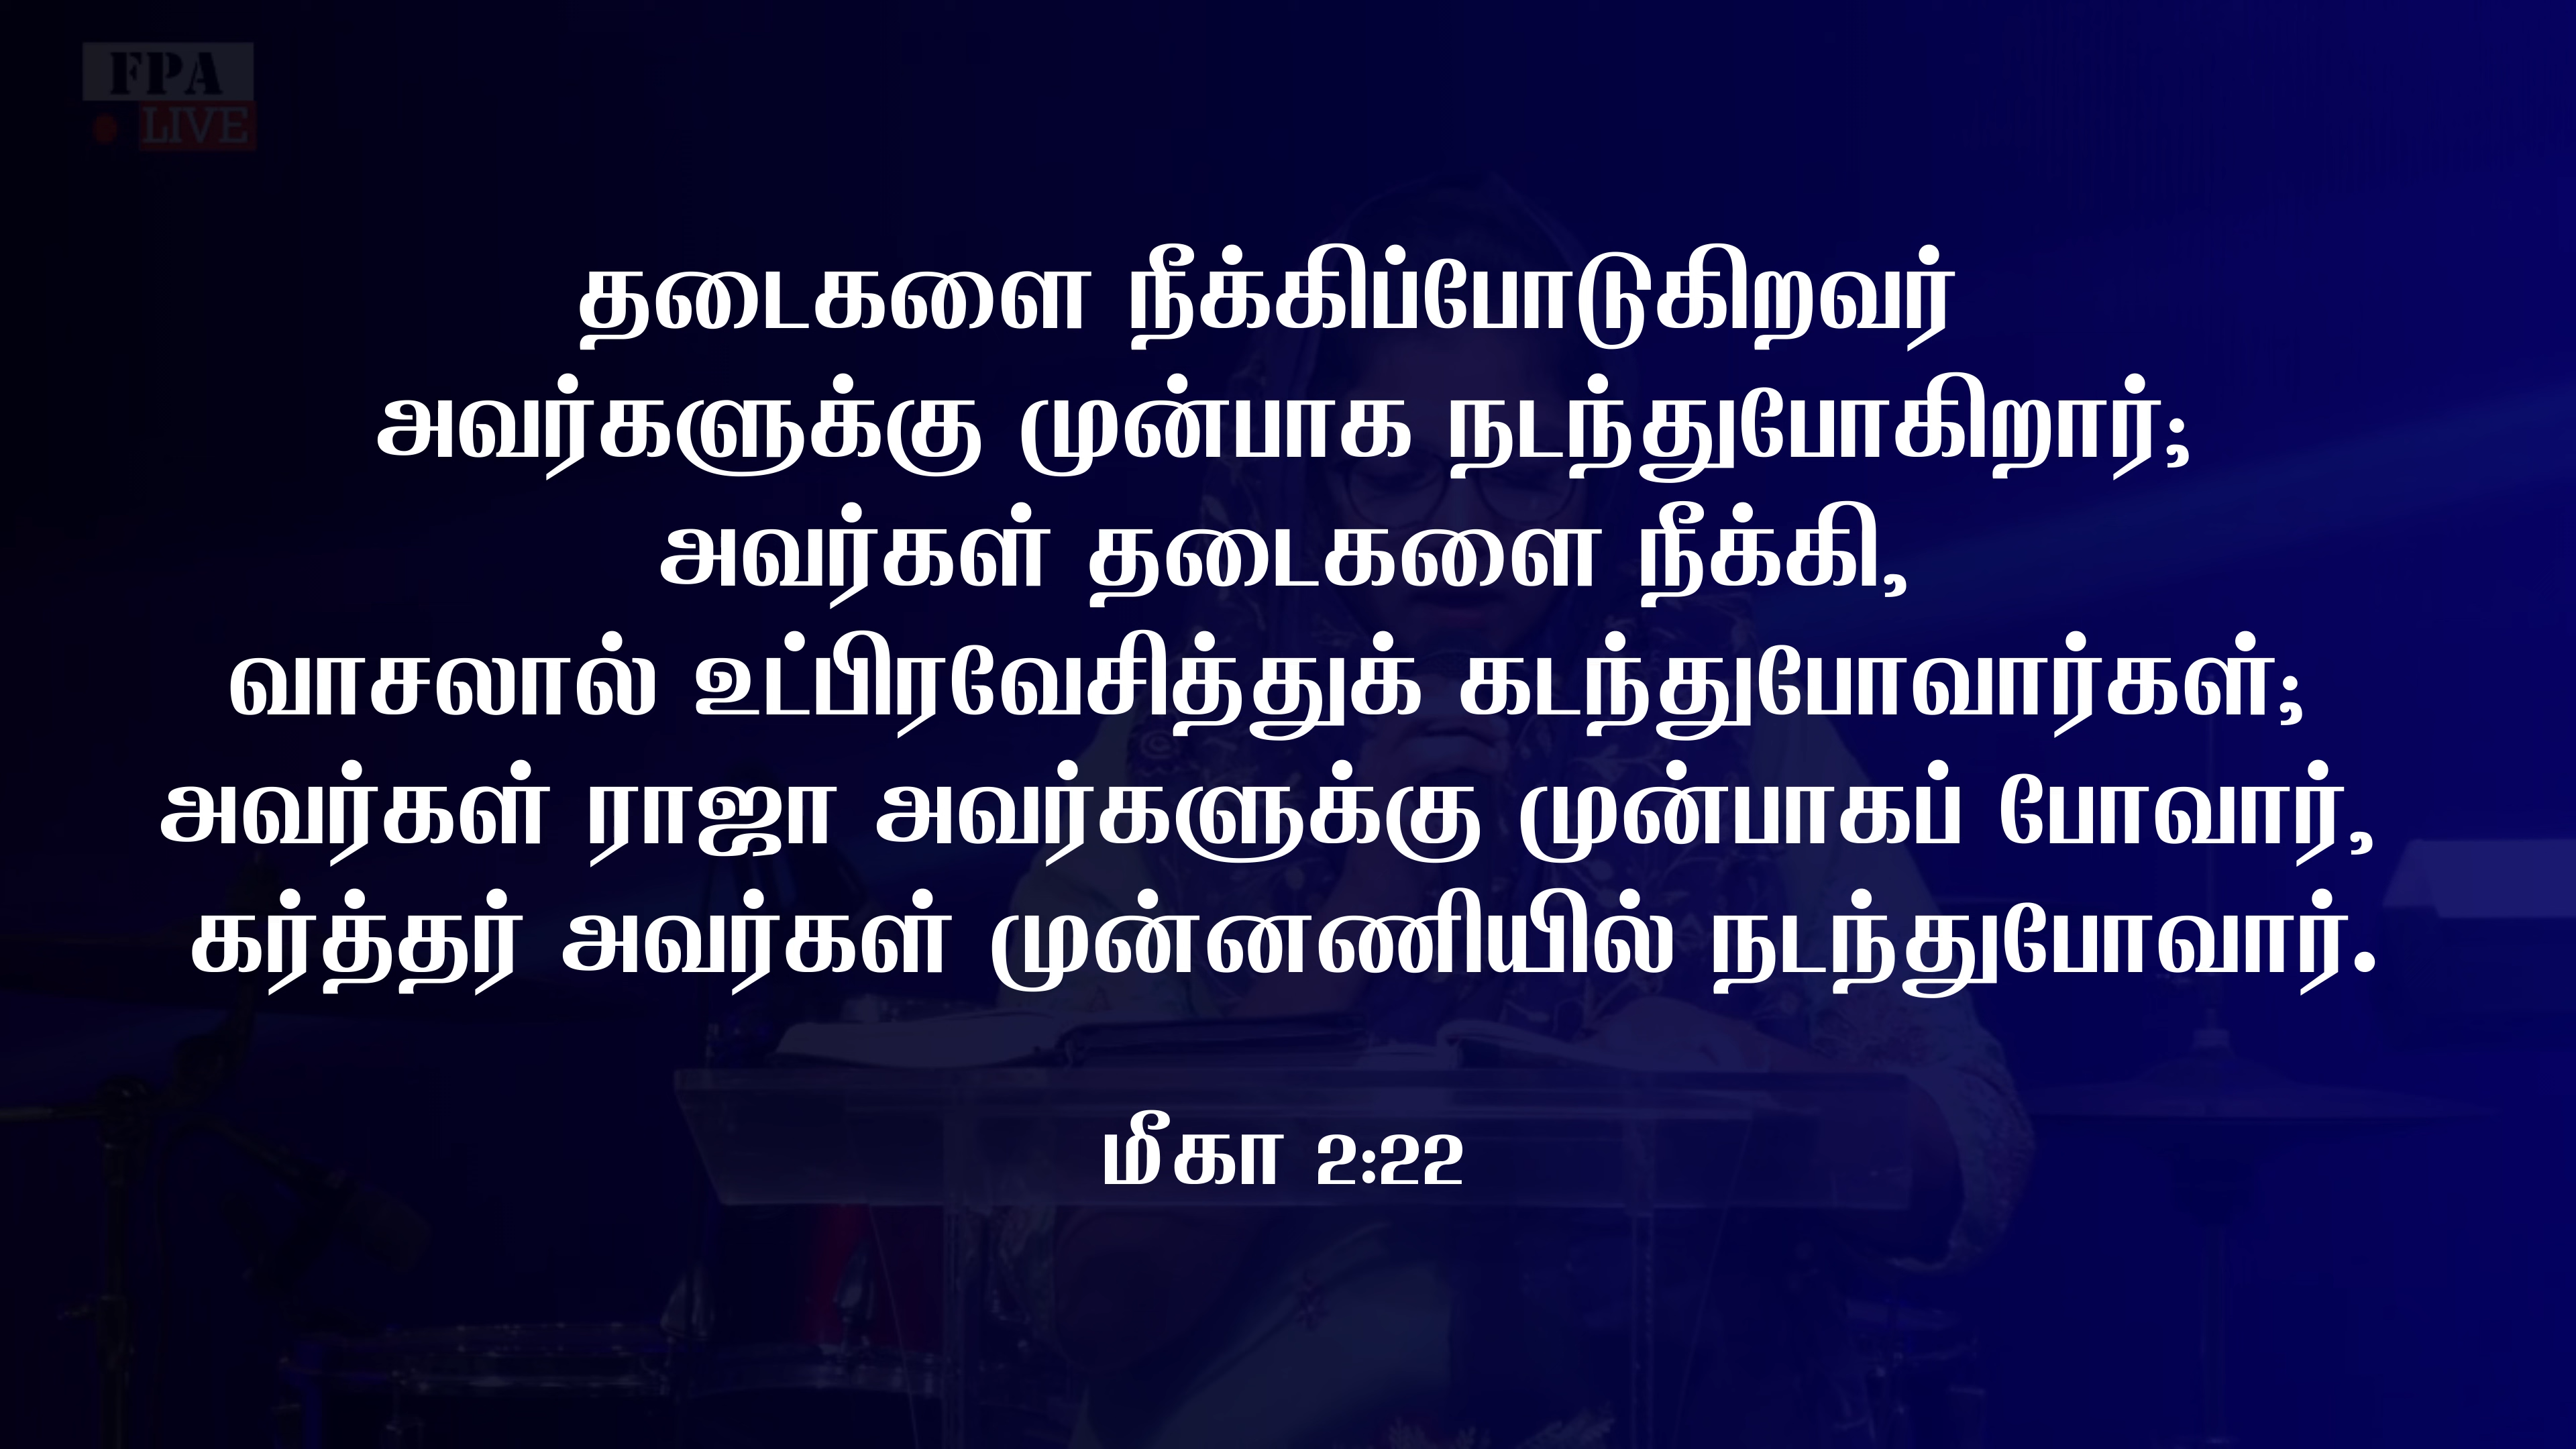 FPA
LIVE
தடைகளை நீக்கிப்போடுகிறவர்
அவர்களுக்கு முன்பாக நடந்துபோகிறார்;
அவர்கள் தடைகளை நீக்கி,
வாசலால் உட்பிரவேசித்துக் கடந்துபோவார்கள்;
அவர்கள் ராஜா அவர்களுக்கு முன்பாகப் போவார்,
கர்த்தர் அவர்கள் முன்னணியில் நடந்துபோவார்.
மீகா 2:22